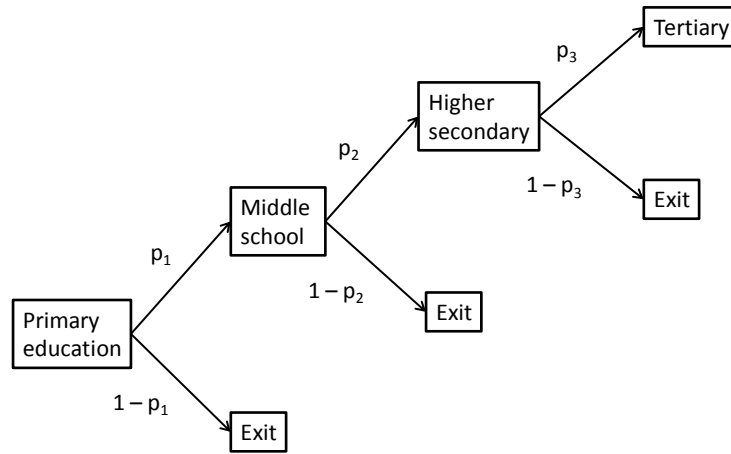 Tertiary
p3
Higher
secondary
p2
1 – p3
Exit
Middle
school
p1
1 – p2
Exit
Primary
education
1 – p1
Exit